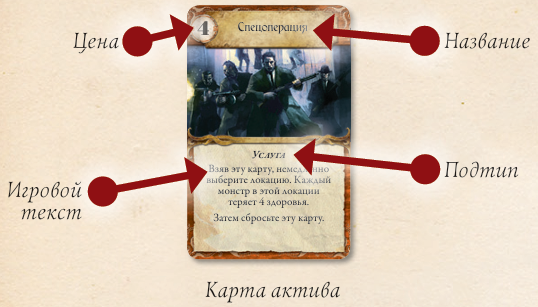 4
Спецоперация
Цена
Название
Услуга
Взяв эту карту, немедленно
выберите локацию. Каждый
монстр в этой локации
теряет 4 здоровья.
Затем сбросьте эту карту.
Подтип
Игровой
текст
Карта актива